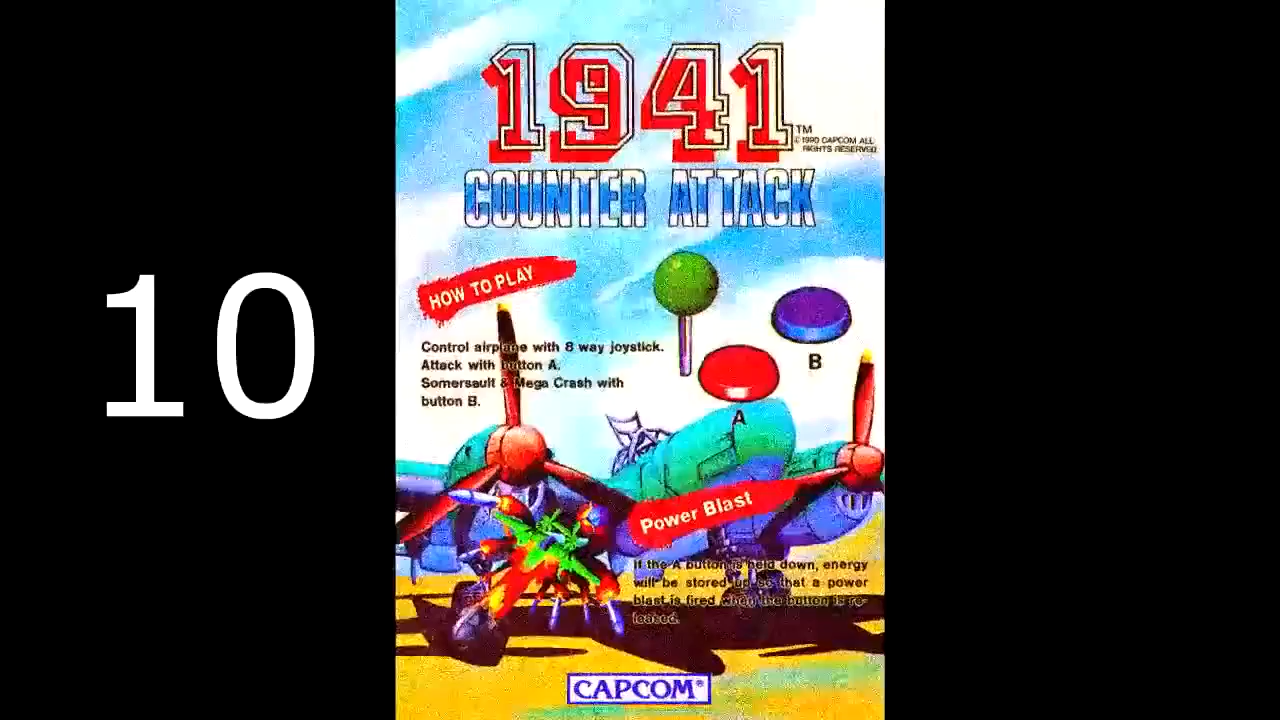 10
1941
TM
© 1990 CAPCOM ALL
RIGHTS RESERVED
COUNTER ATTACK
HOW TO PLAY
Control airplane with 8 way joystick.
Attack with button A.
Somersault & Mega Crash with
button B.
B
A
Power Blast
If the A button is held down, energy
will be stored up so that a power
blast is fired when the button is re-
leased.
CAPCOM®